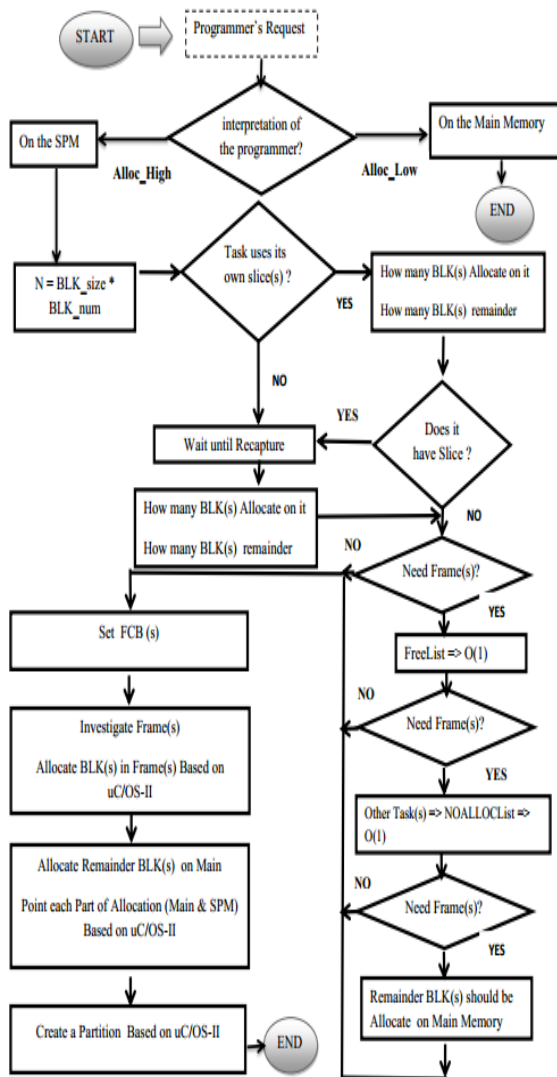 START
Programmer's Request
interpretation of
the programmer?
On the SPM
Alloc_High
Alloc_Low
On the Main Memory
END
N = BLK_size *
BLK_num
Task uses its
own slice(s) ?
YES
How many BLK(s) Allocate on it
How many BLK(s) remainder
NO
Wait until Recapture
YES
Does it
have Slice ?
How many BLK(s) Allocate on it
How many BLK(s) remainder
NO
NO
Need Frame(s)?
YES
Set FCB (s)
FreeList => O(1)
Investigate Frame(s)
Allocate BLK(s) in Frame(s) Based on
uC/OS-II
NO
Need Frame(s)?
YES
Other Task(s) => NOALLOCList =>
O(1)
Allocate Remainder BLK(s) on Main
Point each Part of Allocation (Main & SPM)
Based on uC/OS-II
NO
Need Frame(s)?
YES
Remainder BLK(s) should be
Allocate on Main Memory
Create a Partition Based on uC/OS-II
END